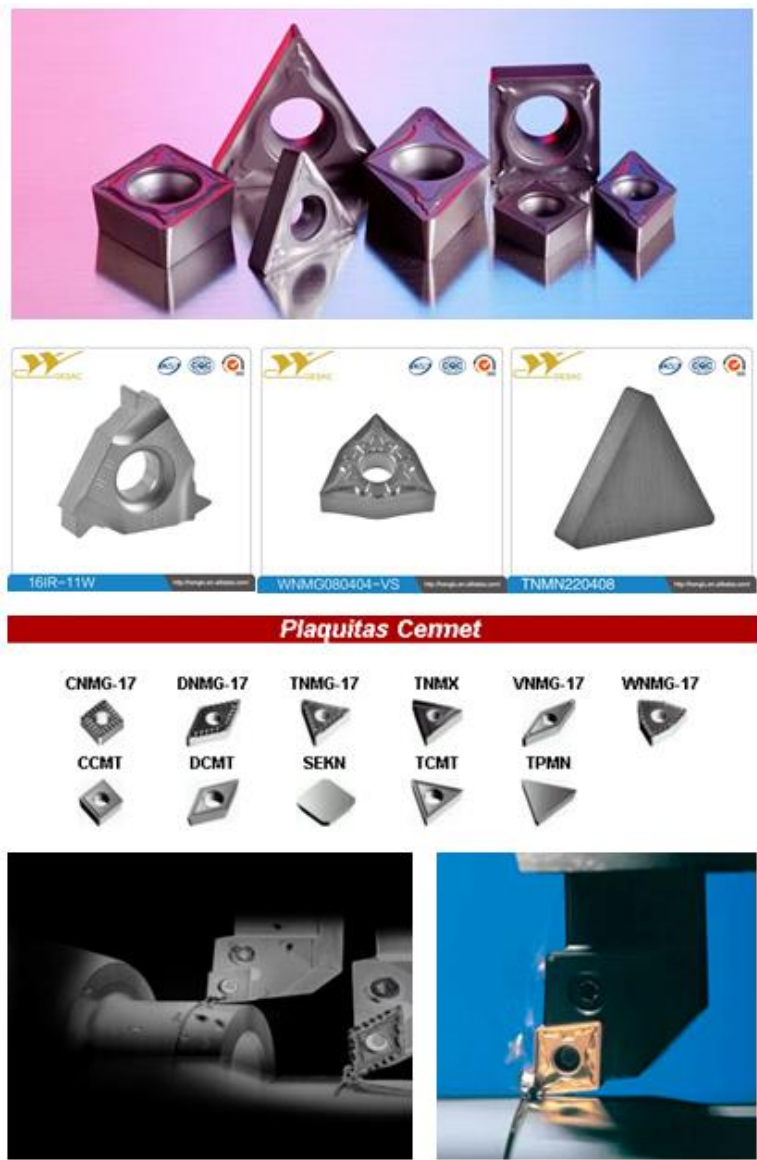 GESAC
GESAC
GESAC
16IR-11W
WNMG080404-VS
TNMN220408
Plaquitas Cermet
CNMG-17 DNMG-17 TNMG-17 TNMX VNMG-17 WNMG-17
CCMT DCMT SEKN TCMT TPMN